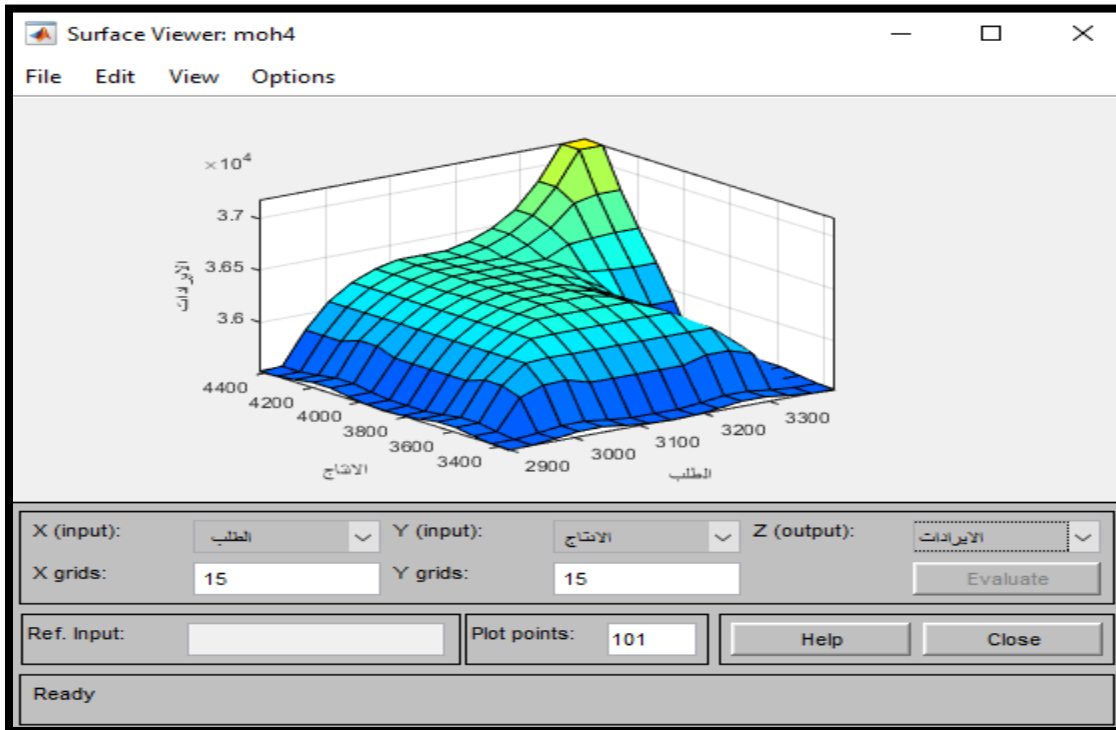 Surface Viewer: moh4
File Edit View Options
×10⁴
3.7
3.65
3.6
الايرادات
4400
4200
4000
3800
3600
3400
الانتاج
2900
3000
3100
3200
3300
الطلب
X (input): الطلب Y (input): الانتاج Z (output): الايرادات
X grids: 15 Y grids: 15 Evaluate
Ref. Input: Plot points: 101 Help Close
Ready